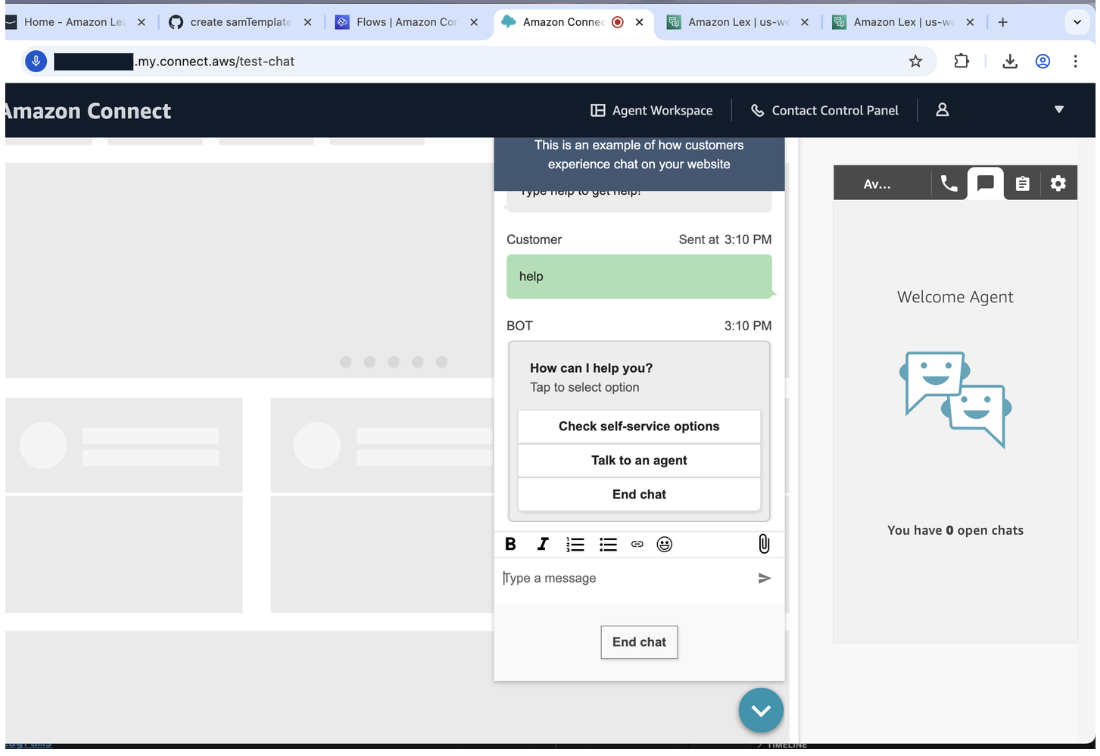 Home - Amazon Le
create samTemplate
Flows | Amazon Cor
Amazon Connec
Amazon Lex | us-we
Amazon Lex | us-we
.my.connect.aws/test-chat
Amazon Connect
Agent Workspace
Contact Control Panel
This is an example of how customers
experience chat on your website
Type help to get help!
Customer
Sent at 3:10 PM
help
BOT
3:10 PM
How can I help you?
Tap to select option
Check self-service options
Talk to an agent
End chat
B I
Type a message
End chat
Av...
Welcome Agent
You have 0 open chats
TIMELINE